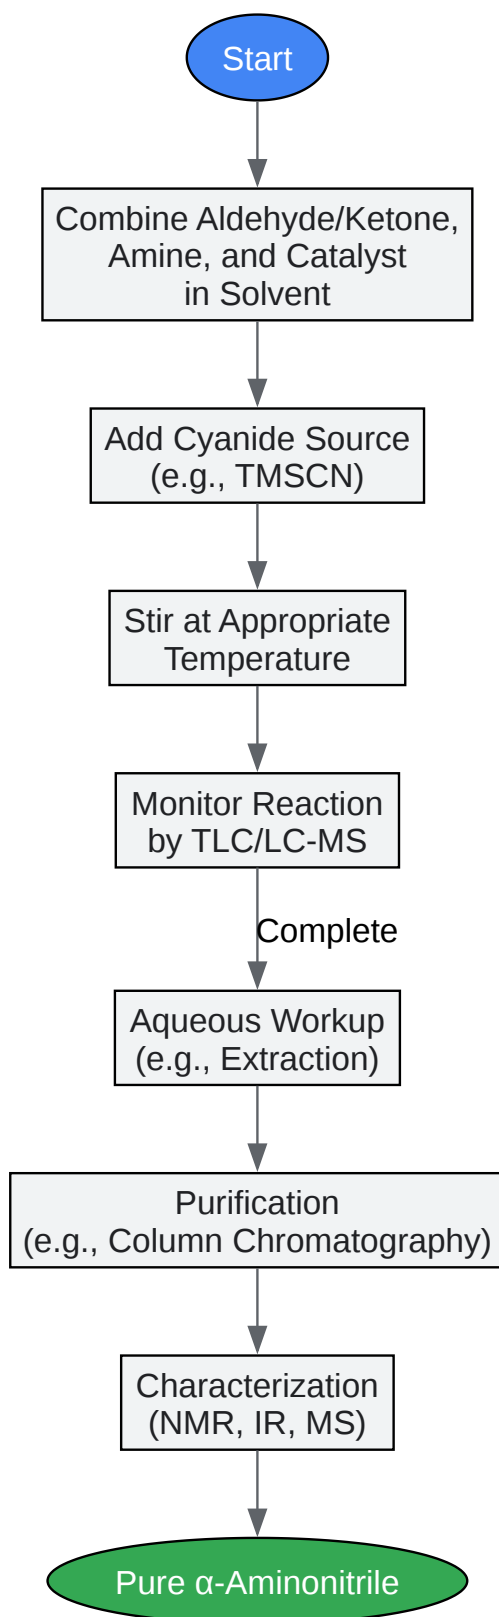 Start
Combine Aldehyde/Ketone,
Amine, and Catalyst
in Solvent
Add Cyanide Source
(e.g., TMSCN)
Stir at Appropriate
Temperature
Monitor Reaction
by TLC/LC-MS
Complete
Aqueous Workup
(e.g., Extraction)
Purification
(e.g., Column Chromatography)
Characterization
(NMR, IR, MS)
Pure α-Aminonitrile